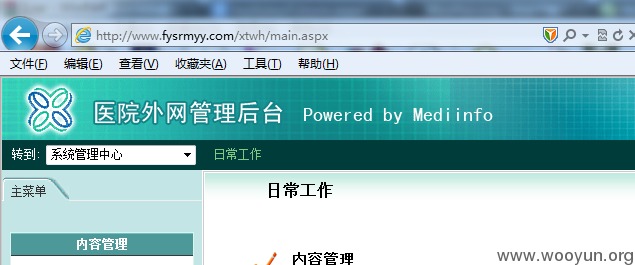 http://www.fysrmyy.com/xtwh/main.aspx
文件(F) 编辑(E) 查看(V) 收藏夹(A) 工具(T) 帮助(H)
医院外网管理后台 Powered by Mediinfo
转到: 系统管理中心 日常工作
主菜单
日常工作
内容管理
内容管理
www.wooyun.org